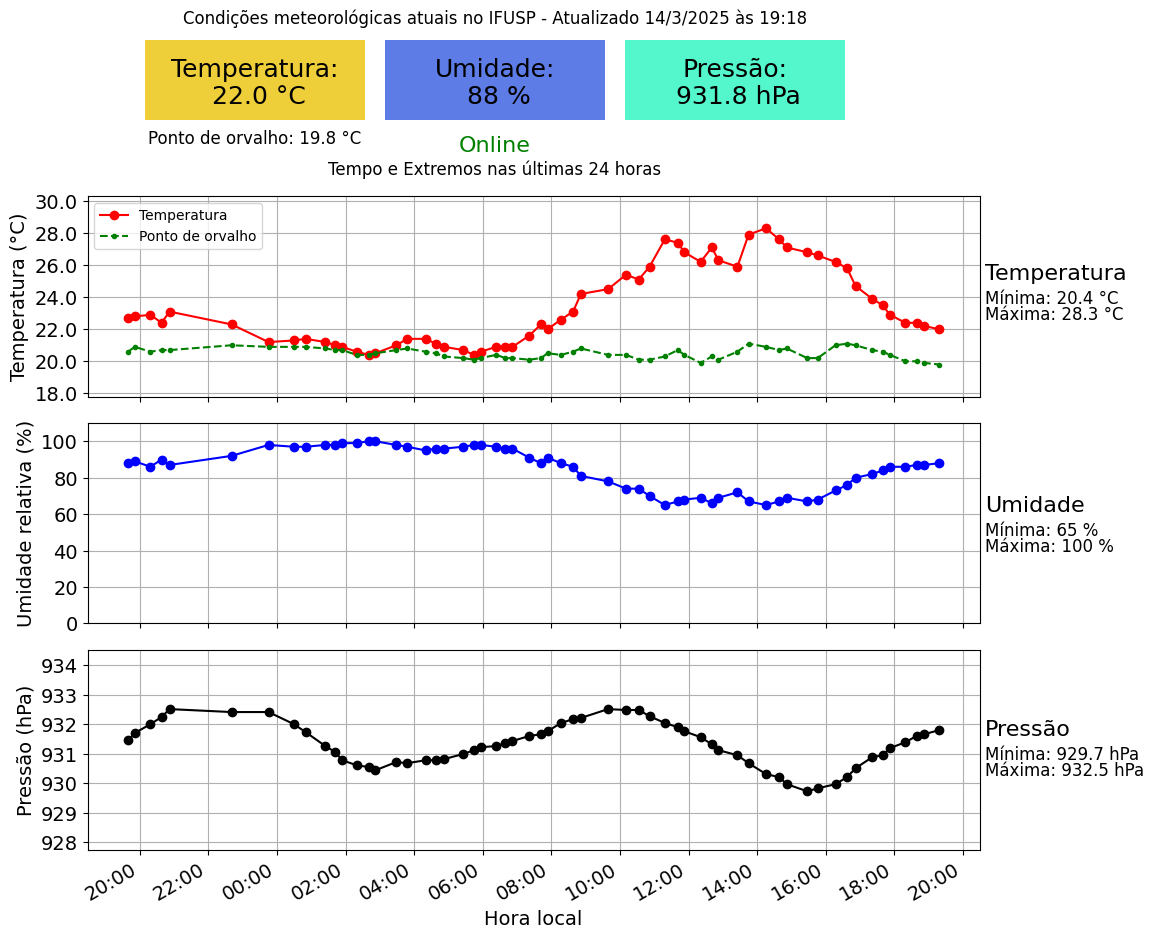 Condições meteorológicas atuais no IFUSP - Atualizado 14/3/2025 às 19:18
Temperatura:
22.0 °C
Umidade:
88 %
Pressão:
931.8 hPa
Ponto de orvalho: 19.8 °C
Online
Tempo e Extremos nas últimas 24 horas
Temperatura (°C)
30.0
28.0
26.0
24.0
22.0
20.0
18.0
Temperatura
Ponto de orvalho
Temperatura
Mínima: 20.4 °C
Máxima: 28.3 °C
Umidade relativa (%)
100
80
60
40
20
0
Umidade
Mínima: 65 %
Máxima: 100 %
Pressão (hPa)
934
933
932
931
930
929
928
Pressão
Mínima: 929.7 hPa
Máxima: 932.5 hPa
20:00
22:00
00:00
02:00
04:00
06:00
08:00
10:00
12:00
14:00
16:00
18:00
20:00
Hora local